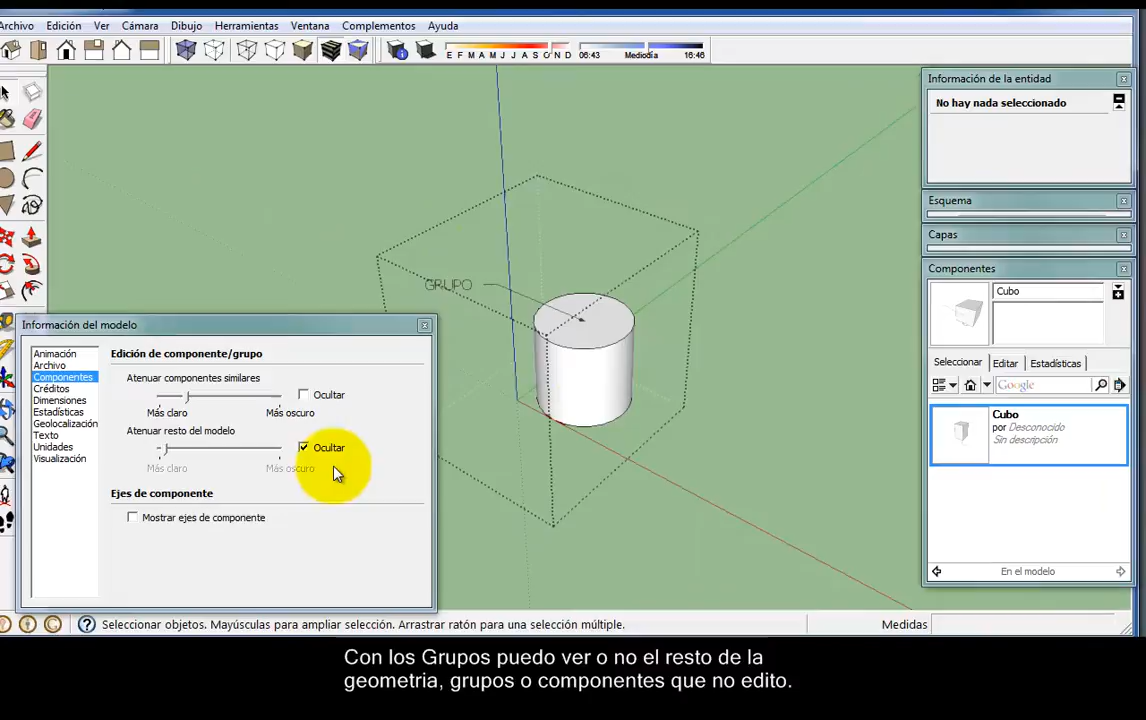 Archivo Edición Ver Cámara Dibujo Herramientas Ventana Complementos Ayuda
E F M A M J J A S O N D 06:43 Mediodía 16:46
Información de la entidad
No hay nada seleccionado
Esquema
Capas
Componentes
Cubo
Seleccionar Editar Estadísticas
Google
Cubo
por Desconocido
Sin descripción
En el modelo
GRUPO
Información del modelo
Animación
Archivo
Componentes
Créditos
Dimensiones
Estadísticas
Geolocalización
Texto
Unidades
Visualización
Edición de componente/grupo
Atenuar componentes similares
Ocultar
Más claro Más oscuro
Atenuar resto del modelo
Ocultar
Más claro Más oscuro
Ejes de componente
Mostrar ejes de componente
Seleccionar objetos. Mayúsculas para ampliar selección. Arrastrar ratón para una selección múltiple.
Medidas
Con los Grupos puedo ver o no el resto de la
geometria, grupos o componentes que no edito.